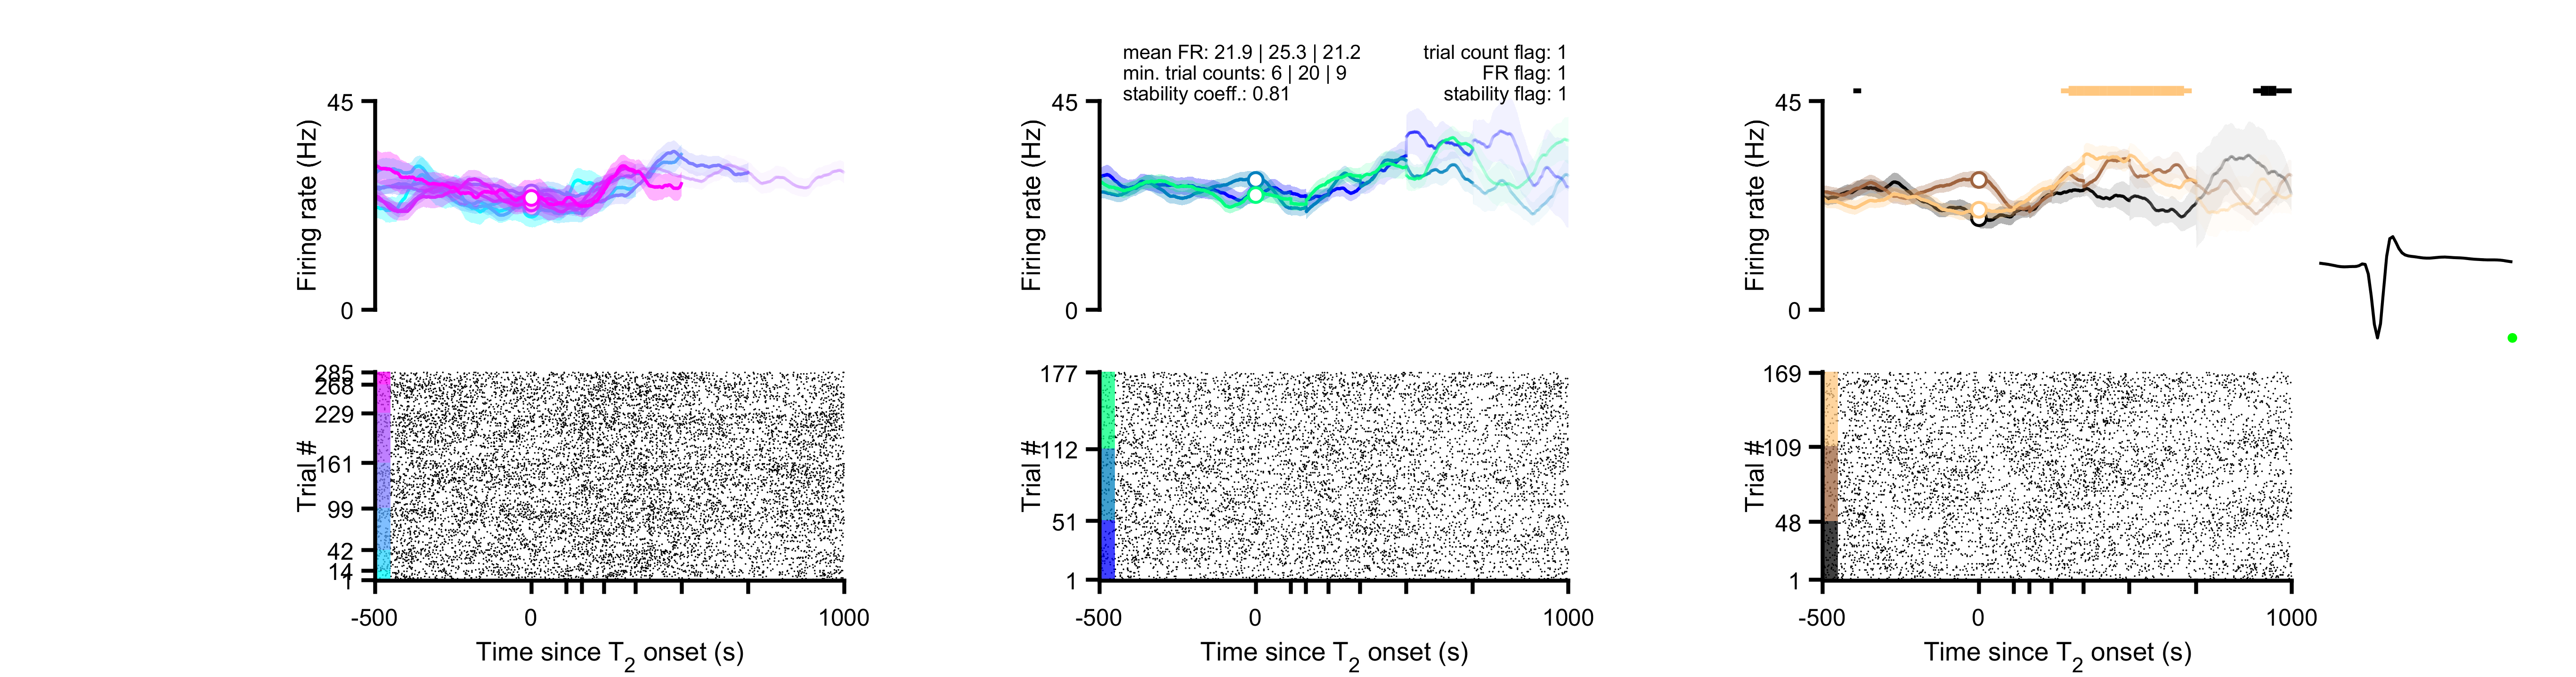 mean FR: 21.9 | 25.3 | 21.2
min. trial counts: 6 | 20 | 9
stability coeff.: 0.81
trial count flag: 1
FR flag: 1
stability flag: 1
45
Firing rate (Hz)
0
45
Firing rate (Hz)
0
45
Firing rate (Hz)
0
285
268
229
161
99
42
14
1
Trial #
-500
0
1000
Time since T2 onset (s)
177
112
51
1
Trial #
-500
0
1000
Time since T2 onset (s)
169
109
48
1
Trial #
-500
0
1000
Time since T2 onset (s)